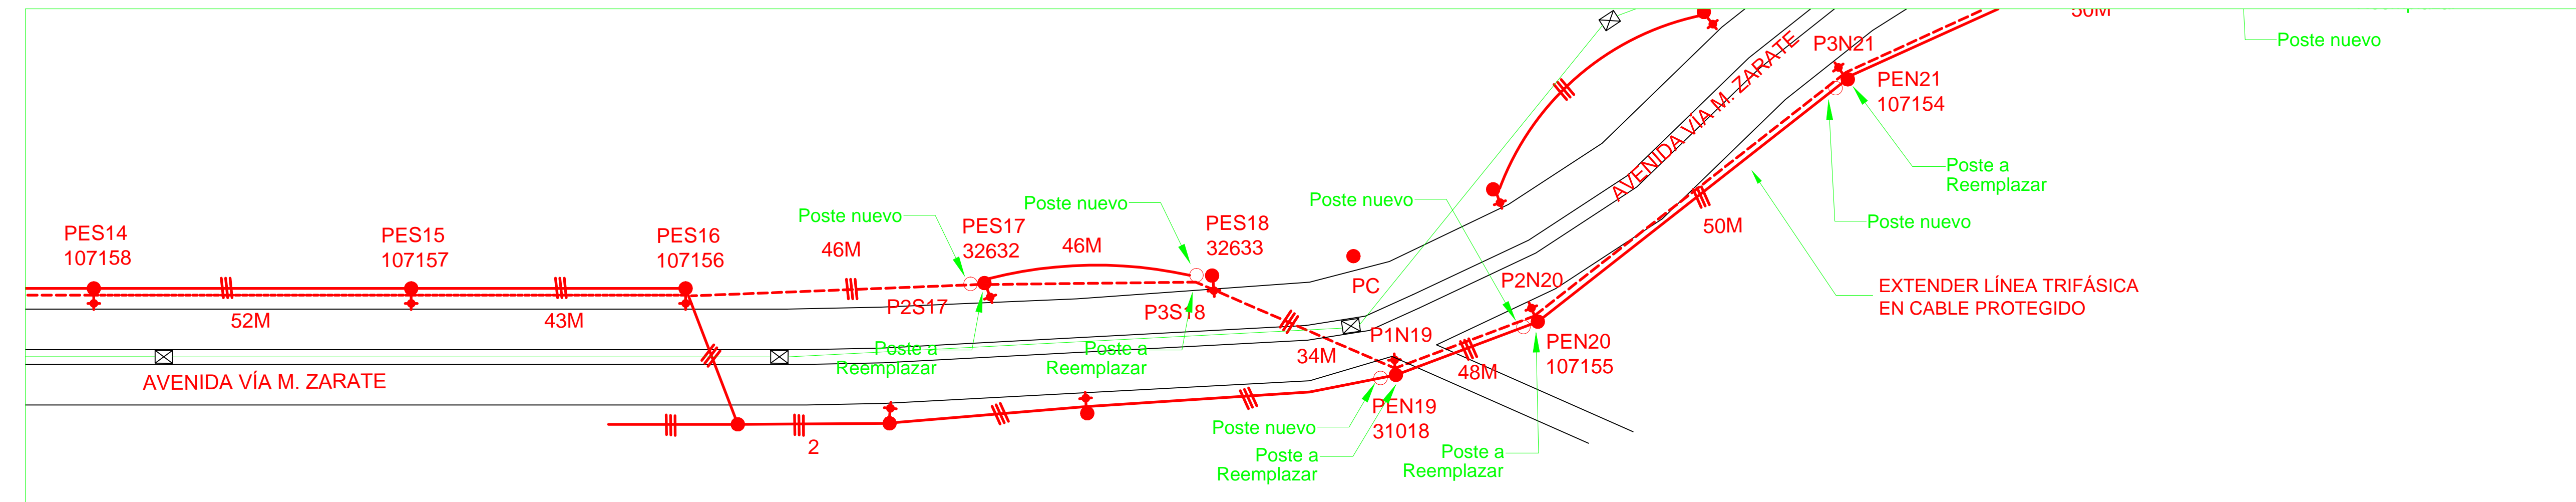 50M
Poste nuevo
P3N21
PEN21
107154
AVENIDA VÍA M. ZARATE
Poste a
Reemplazar
Poste nuevo
PES14
107158
PES15
107157
PES16
107156
Poste nuevo
46M
PES17
32632
Poste nuevo
46M
PES18
32633
Poste nuevo
50M
PC
P2N20
EXTENDER LÍNEA TRIFÁSICA
EN CABLE PROTEGIDO
52M
43M
P2S17
P3S18
P1N19
Poste a
Reemplazar
Poste a
Reemplazar
34M
48M
PEN20
107155
AVENIDA VÍA M. ZARATE
PEN19
31018
Poste nuevo
2
Poste a
Reemplazar
Poste a
Reemplazar